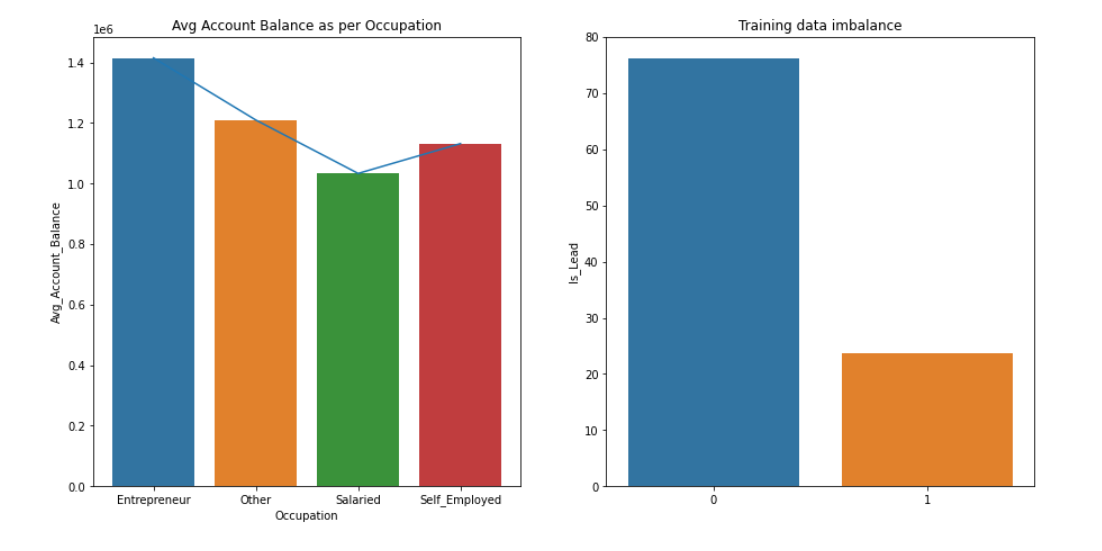 Avg Account Balance as per Occupation
1e6
1.4
1.2
1.0
0.8
0.6
0.4
0.2
0.0
Avg_Account_Balance
Entrepreneur Other Salaried Self_Employed
Occupation
Training data imbalance
80
70
60
50
40
30
20
10
0
Is_Lead
0 1